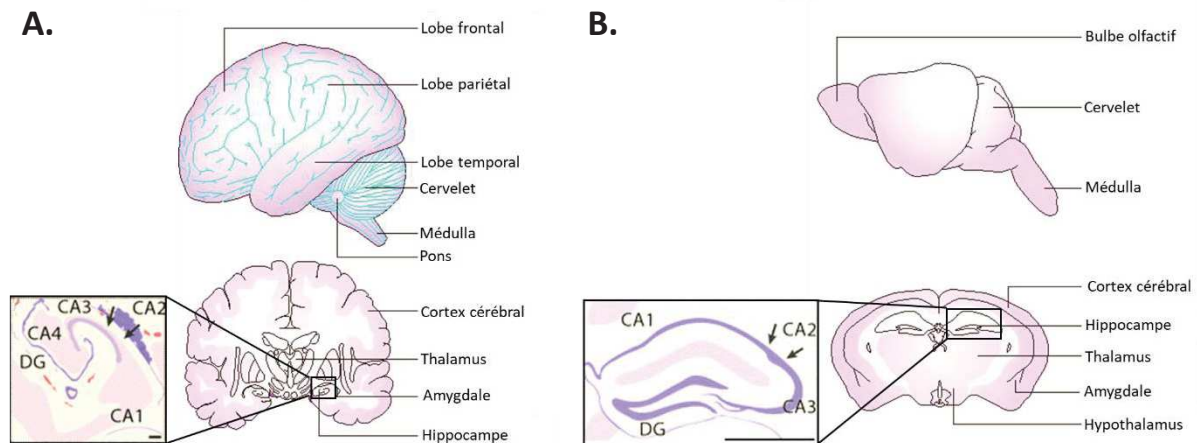 A.
Lobe frontal
Lobe pariétal
Lobe temporal
Cervelet
Médulla
Pons
CA3
CA2
CA4
DG
CA1
Cortex cérébral
Thalamus
Amygdale
Hippocampe
B.
Bulbe olfactif
Cervelet
Médulla
CA1
CA2
CA3
DG
Cortex cérébral
Hippocampe
Thalamus
Amygdale
Hypothalamus